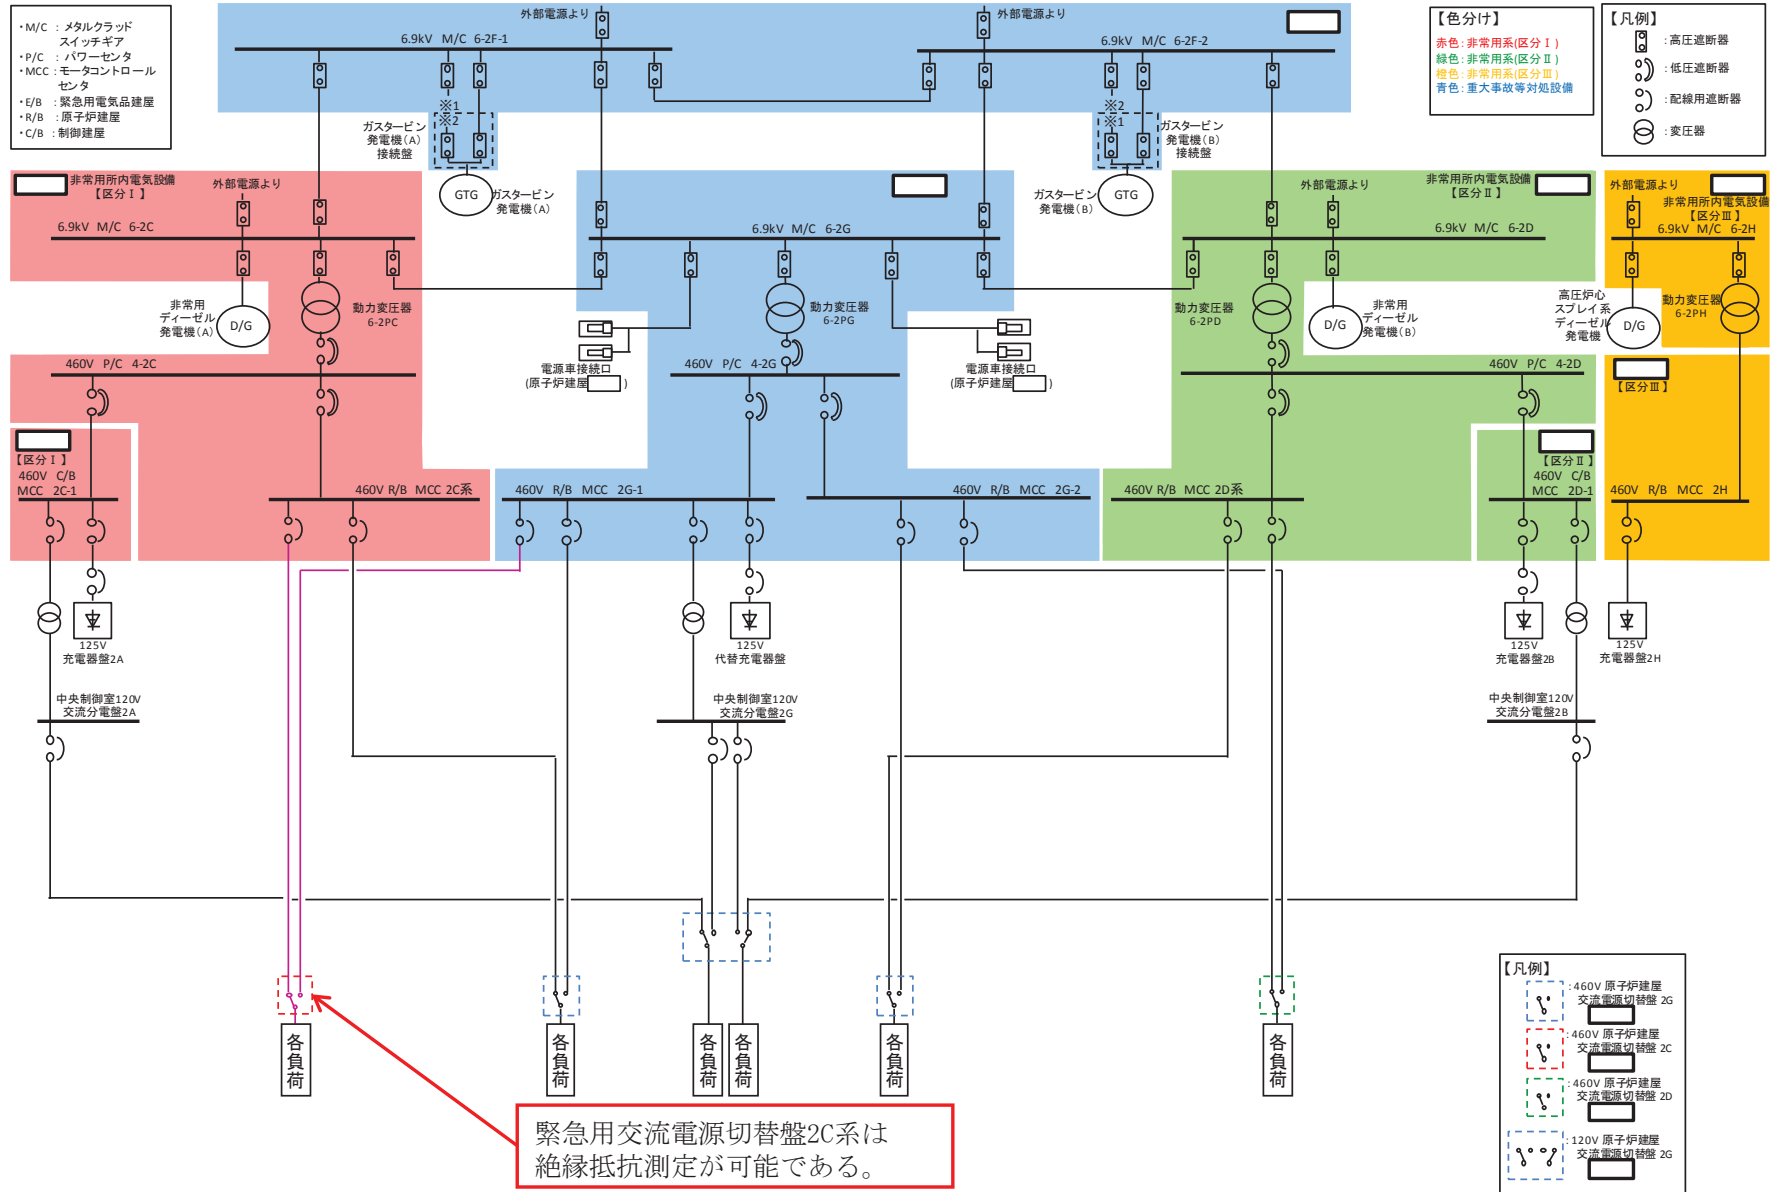 ・M/C : メタルクラッド
スイッチギア
・P/C : パワーセンタ
・MCC : モータコントロール
センタ
・E/B : 緊急用電気品建屋
・R/B : 原子炉建屋
・C/B : 制御建屋
外部電源より
外部電源より
6.9kV M/C 6-2F-1
6.9kV M/C 6-2F-2
【色分け】
赤色:非常用系(区分Ⅰ)
緑色:非常用系(区分Ⅱ)
橙色:非常用系(区分Ⅲ)
青色:重大事故等対処設備
【凡例】
:高圧遮断器
:低圧遮断器
:配線用遮断器
:変圧器
※1
※2
ガスタービン
発電機(A)
接続盤
※2
※1
ガスタービン
発電機(B)
接続盤
GTG
ガスタービン
発電機(A)
ガスタービン
発電機(B)
GTG
非常用所内電気設備
【区分Ⅰ】
外部電源より
6.9kV M/C 6-2C
6.9kV M/C 6-2G
外部電源より
非常用所内電気設備
【区分Ⅱ】
6.9kV M/C 6-2D
外部電源より
非常用所内電気設備
【区分Ⅲ】
6.9kV M/C 6-2H
非常用
ディーゼル
発電機(A)
D/G
動力変圧器
6-2PC
動力変圧器
6-2PG
動力変圧器
6-2PD
D/G
非常用
ディーゼル
発電機(B)
高圧炉心
スプレイ系
ディーゼル
発電機
D/G
動力変圧器
6-2PH
460V P/C 4-2C
電源車接続口
(原子炉建屋 )
460V P/C 4-2G
電源車接続口
(原子炉建屋 )
460V P/C 4-2D
【区分Ⅲ】
【区分Ⅰ】
460V C/B
MCC 2C-1
460V R/B MCC 2C系
460V R/B MCC 2G-1
460V R/B MCC 2G-2
460V R/B MCC 2D系
【区分Ⅱ】
460V C/B
MCC 2D-1
460V R/B MCC 2H
125V
充電器盤2A
125V
代替充電器盤
125V
充電器盤2B
125V
充電器盤2H
中央制御室120V
交流分電盤2A
中央制御室120V
交流分電盤2G
中央制御室120V
交流分電盤2B
各負荷
各負荷
各負荷
各負荷
各負荷
各負荷
緊急用交流電源切替盤2C系は
絶縁抵抗測定が可能である。
【凡例】
:460V 原子炉建屋
交流電源切替盤 2G
:460V 原子炉建屋
交流電源切替盤 2C
:460V 原子炉建屋
交流電源切替盤 2D
:120V 原子炉建屋
交流電源切替盤 2G